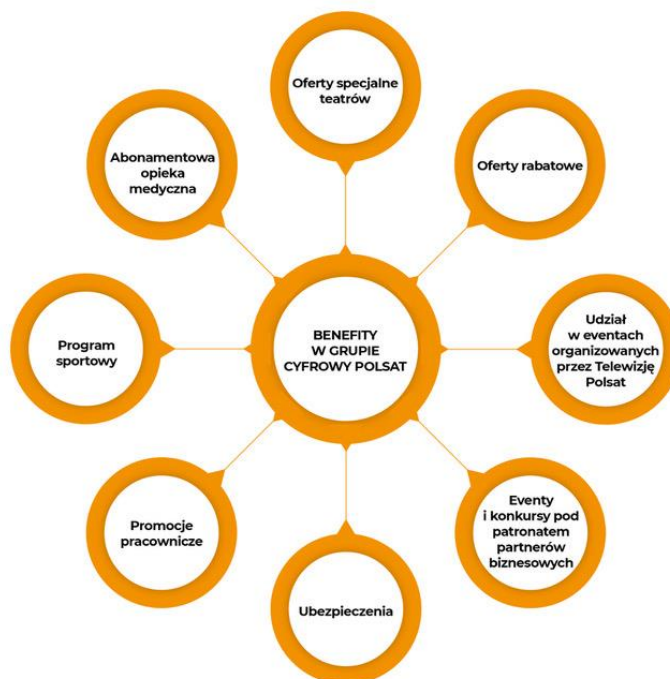 Oferty specjalne
teatrów
Abonamentowa
opieka
medyczna
Oferty rabatowe
Program
sportowy
BENEFITY
W GRUPIE
CYFROWY POLSAT
Udział
w eventach
organizowanych
przez Telewizję
Polsat
Promocje
pracownicze
Eventy
i konkursy pod
patronatem
partnerów
biznesowych
Ubezpieczenia